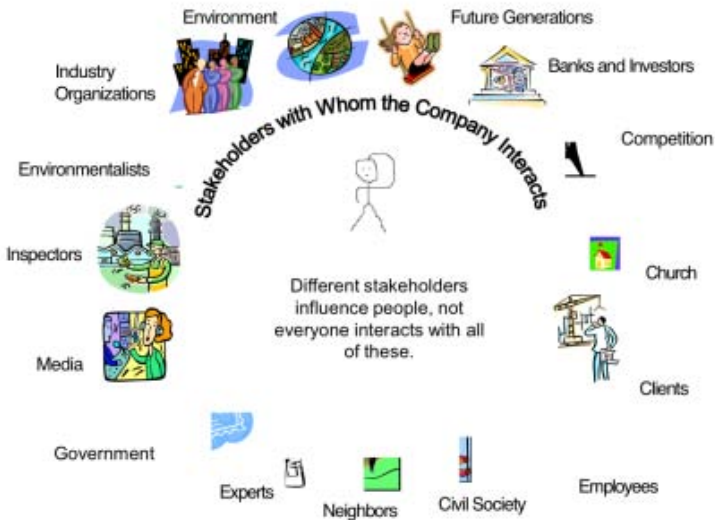 Environment
Future Generations
Industry
Organizations
Banks and Investors
Stakeholders with Whom the Company Interacts
Competition
Environmentalists
Inspectors
Church
Different stakeholders
influence people, not
everyone interacts with all
of these.
Media
Clients
Government
Experts
Neighbors
Civil Society
Employees